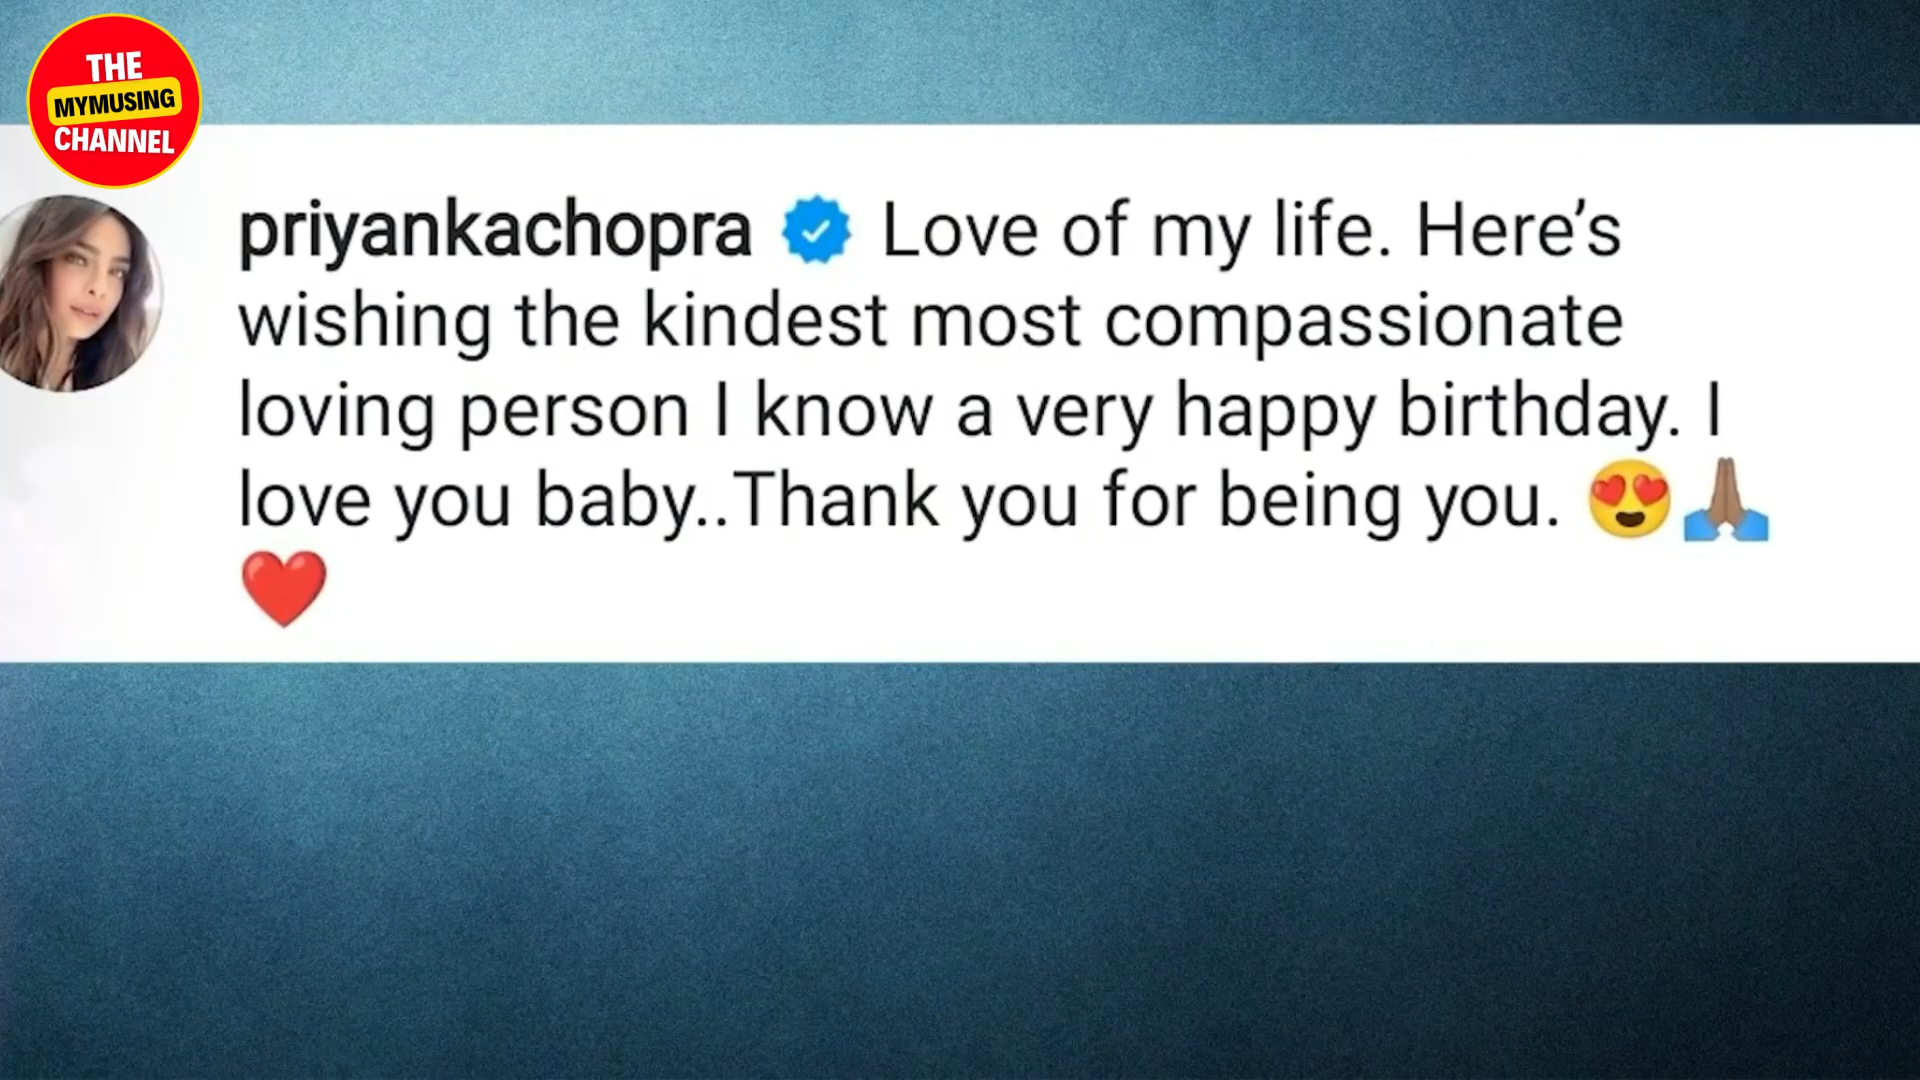 THE
MYMUSING
CHANNEL
priyankachopra Love of my life. Here’s
wishing the kindest most compassionate
loving person I know a very happy birthday. I
love you baby..Thank you for being you. 😍🙏🏽
❤️